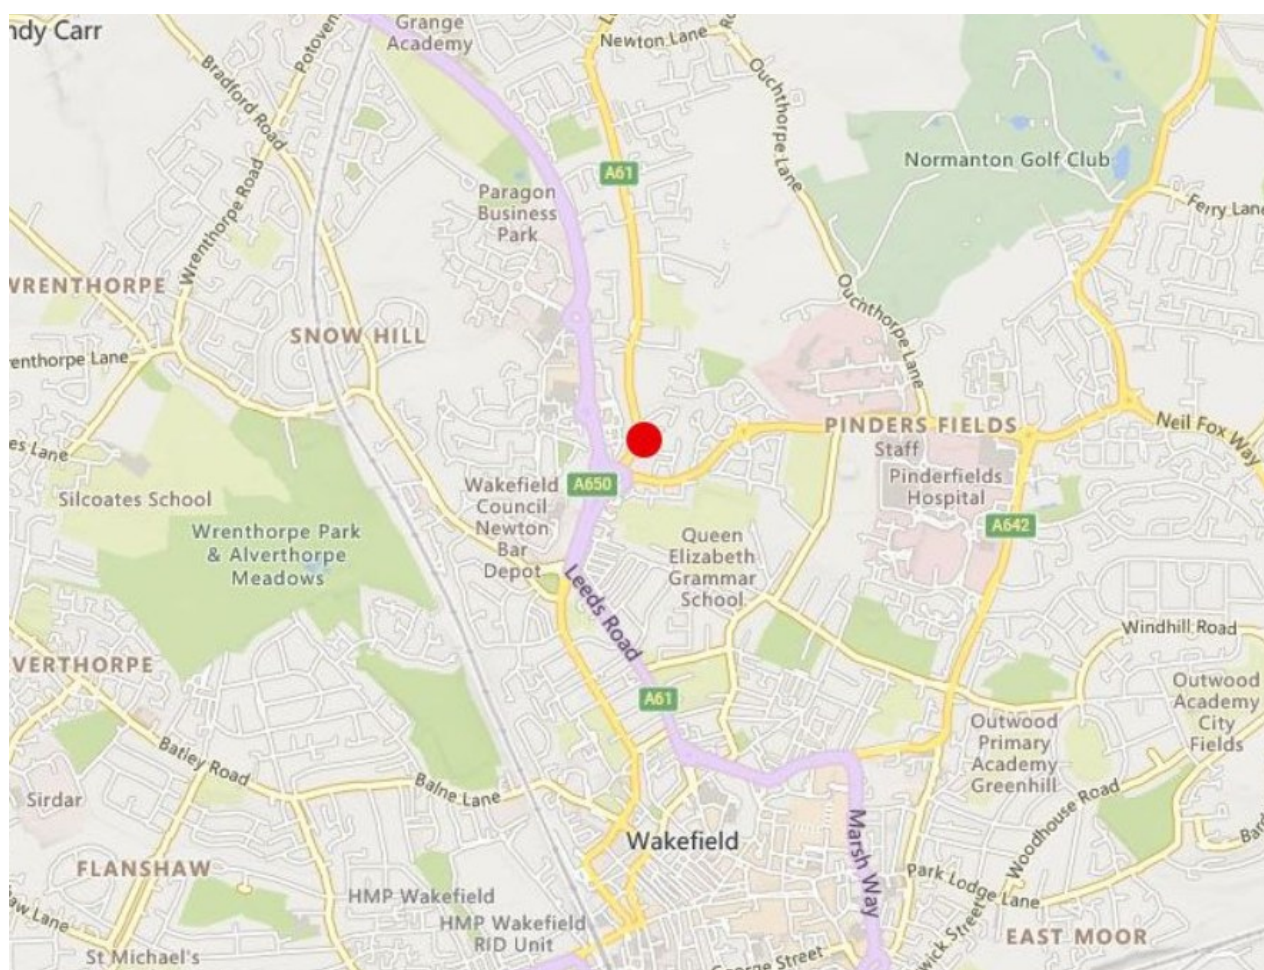 ndy Carr
Grange
Academy
Newton Lane
Potoven
Bradford Road
Ouchthorpe Lane
A61
Normanton Golf Club
Paragon
Business
Park
Ferry Lane
Wrenthorpe Road
WRENTHORPE
SNOW HILL
Ouchthorpe Lane
renthorpe Lane
PINDERS FIELDS
Neil Fox Way
es Lane
Staff
Pinderfields
Hospital
Silcoates School
A650
Wakefield
Council
Newton
Bar
Depot
A642
Wrenthorpe Park
& Alverthorpe
Meadows
Queen
Elizabeth
Grammar
School
Leeds Road
Windhill Road
VERTHORPE
A61
Outwood
Academy
City
Fields
Outwood
Primary
Academy
Greenhill
Batley Road
Balne Lane
Sirdar
Woodhouse Road
Bar
Wakefield
Marsh Way
FLANSHAW
Park Lodge Lane
HMP Wakefield
HMP Wakefield
RID Unit
aw Lane
St Michael's
wick Street
EAST MOOR
George Street